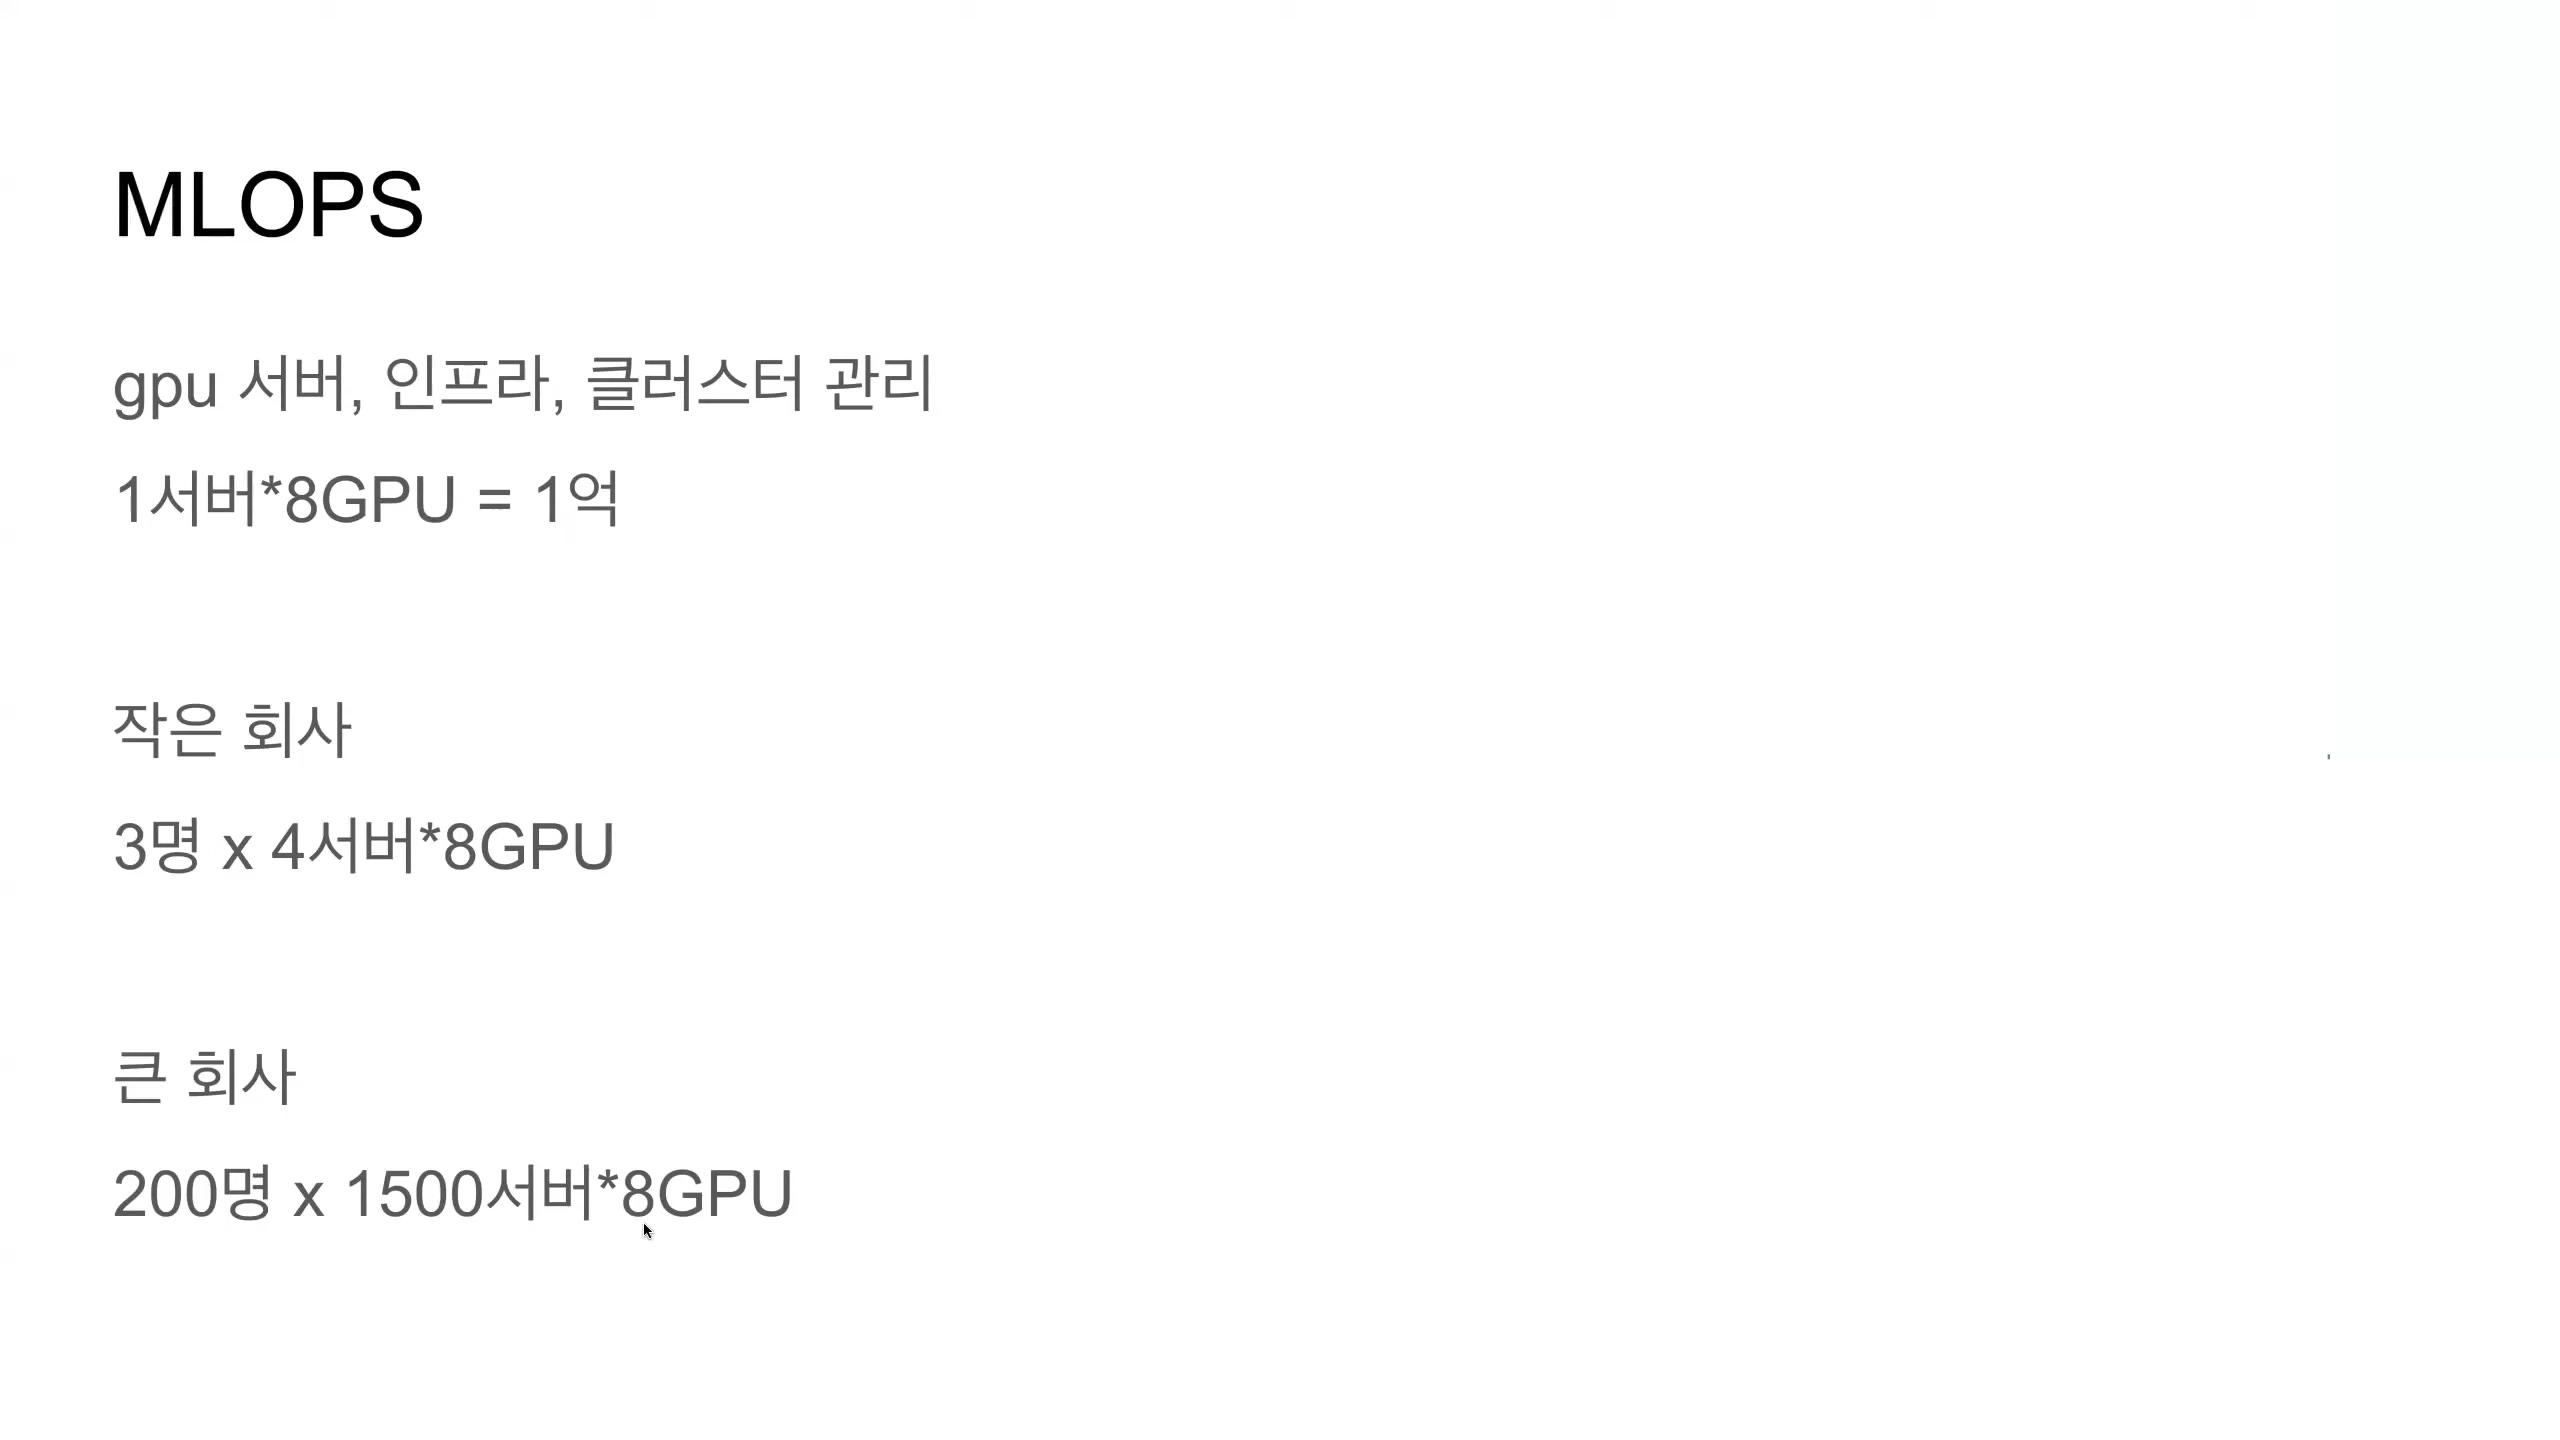 MLOPS
gpu 서버, 인프라, 클러스터 관리
1서버*8GPU = 1억
작은 회사
3명 x 4서버*8GPU
큰 회사
200명 x 1500서버*8GPU